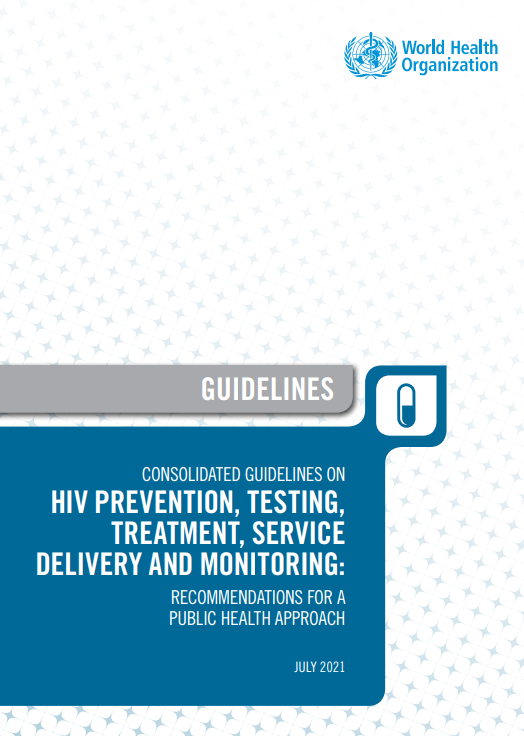 World Health
Organization
GUIDELINES
CONSOLIDATED GUIDELINES ON
HIV PREVENTION, TESTING,
TREATMENT, SERVICE
DELIVERY AND MONITORING:
RECOMMENDATIONS FOR A
PUBLIC HEALTH APPROACH
JULY 2021